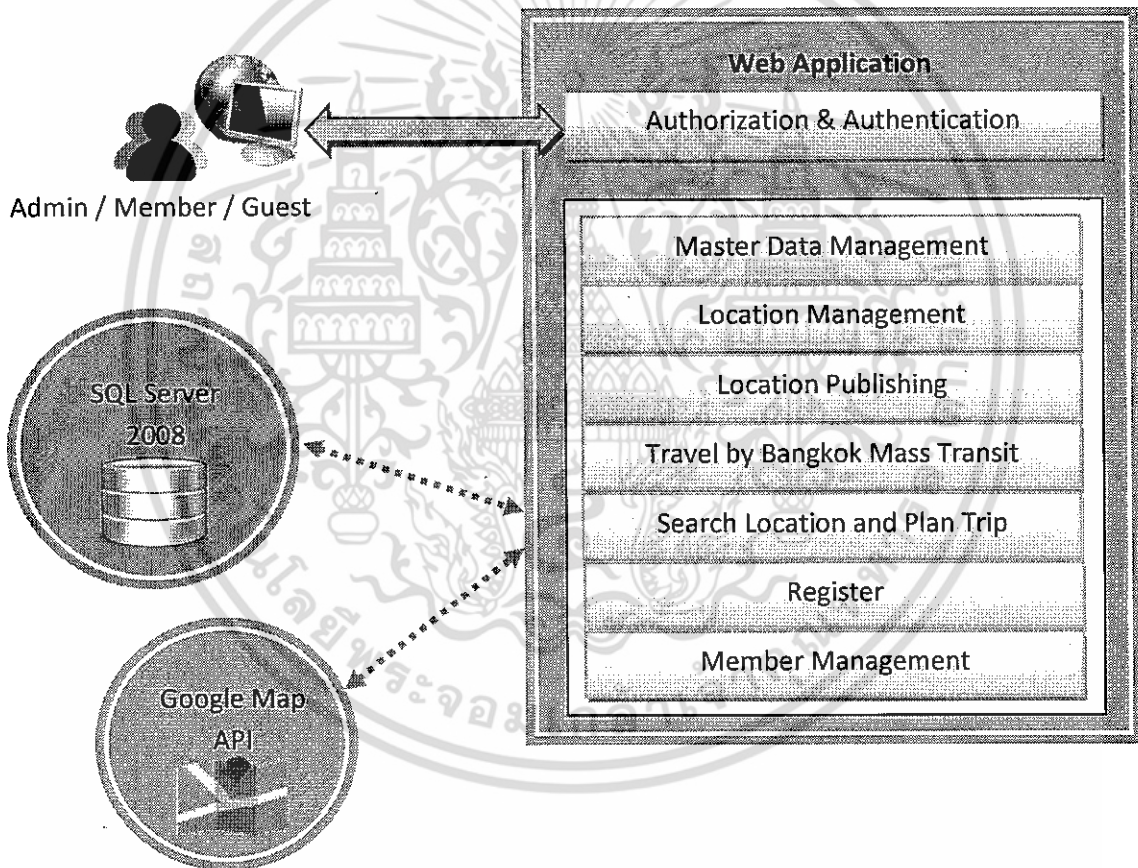 Web Application
Authorization & Authentication
Admin / Member / Guest
Master Data Management
Location Management
Location Publishing
Travel by Bangkok Mass Transit
Search Location and Plan Trip
Register
Member Management
SQL Server
2008
Google Map
API